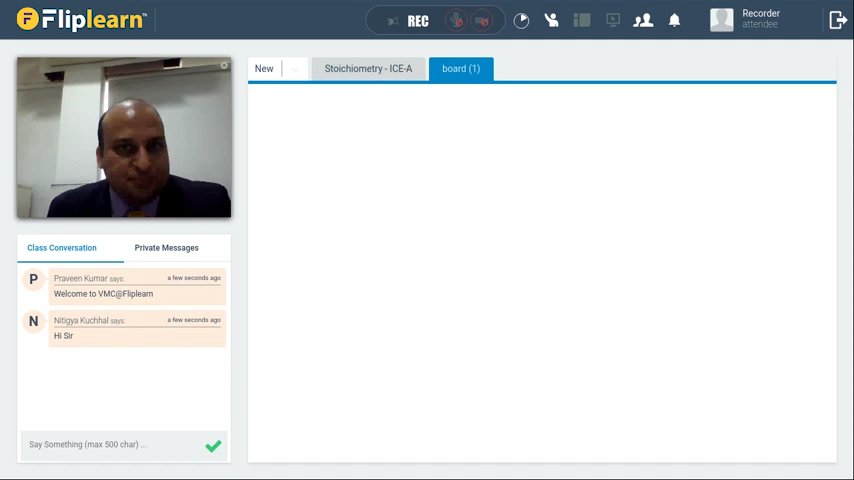 Fliplearn™
REC
Recorder
attendee
New
Stoichiometry - ICE-A
board (1)
Class Conversation
Private Messages
P
Praveen Kumar says:
a few seconds ago
Welcome to VMC@Fliplearn
N
Nitigya Kuchhal says:
a few seconds ago
Hi Sir
Say Something (max 500 char) ...